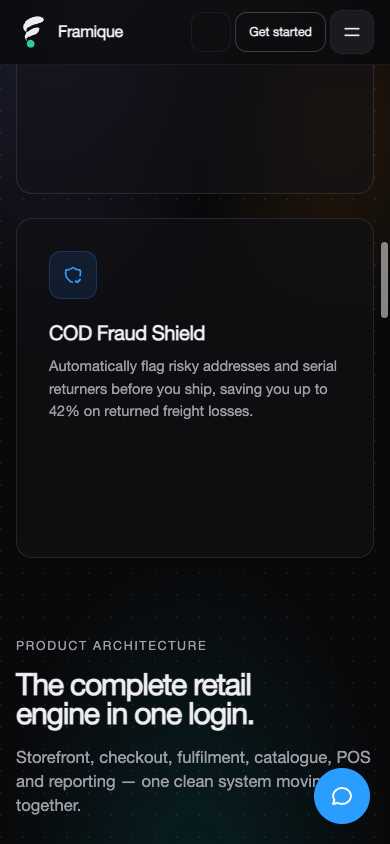 Framique
Get started
COD Fraud Shield
Automatically flag risky addresses and serial
returners before you ship, saving you up to
42% on returned freight losses.
PRODUCT ARCHITECTURE
The complete retail
engine in one login.
Storefront, checkout, fulfilment, catalogue, POS
and reporting — one clean system movin
together.